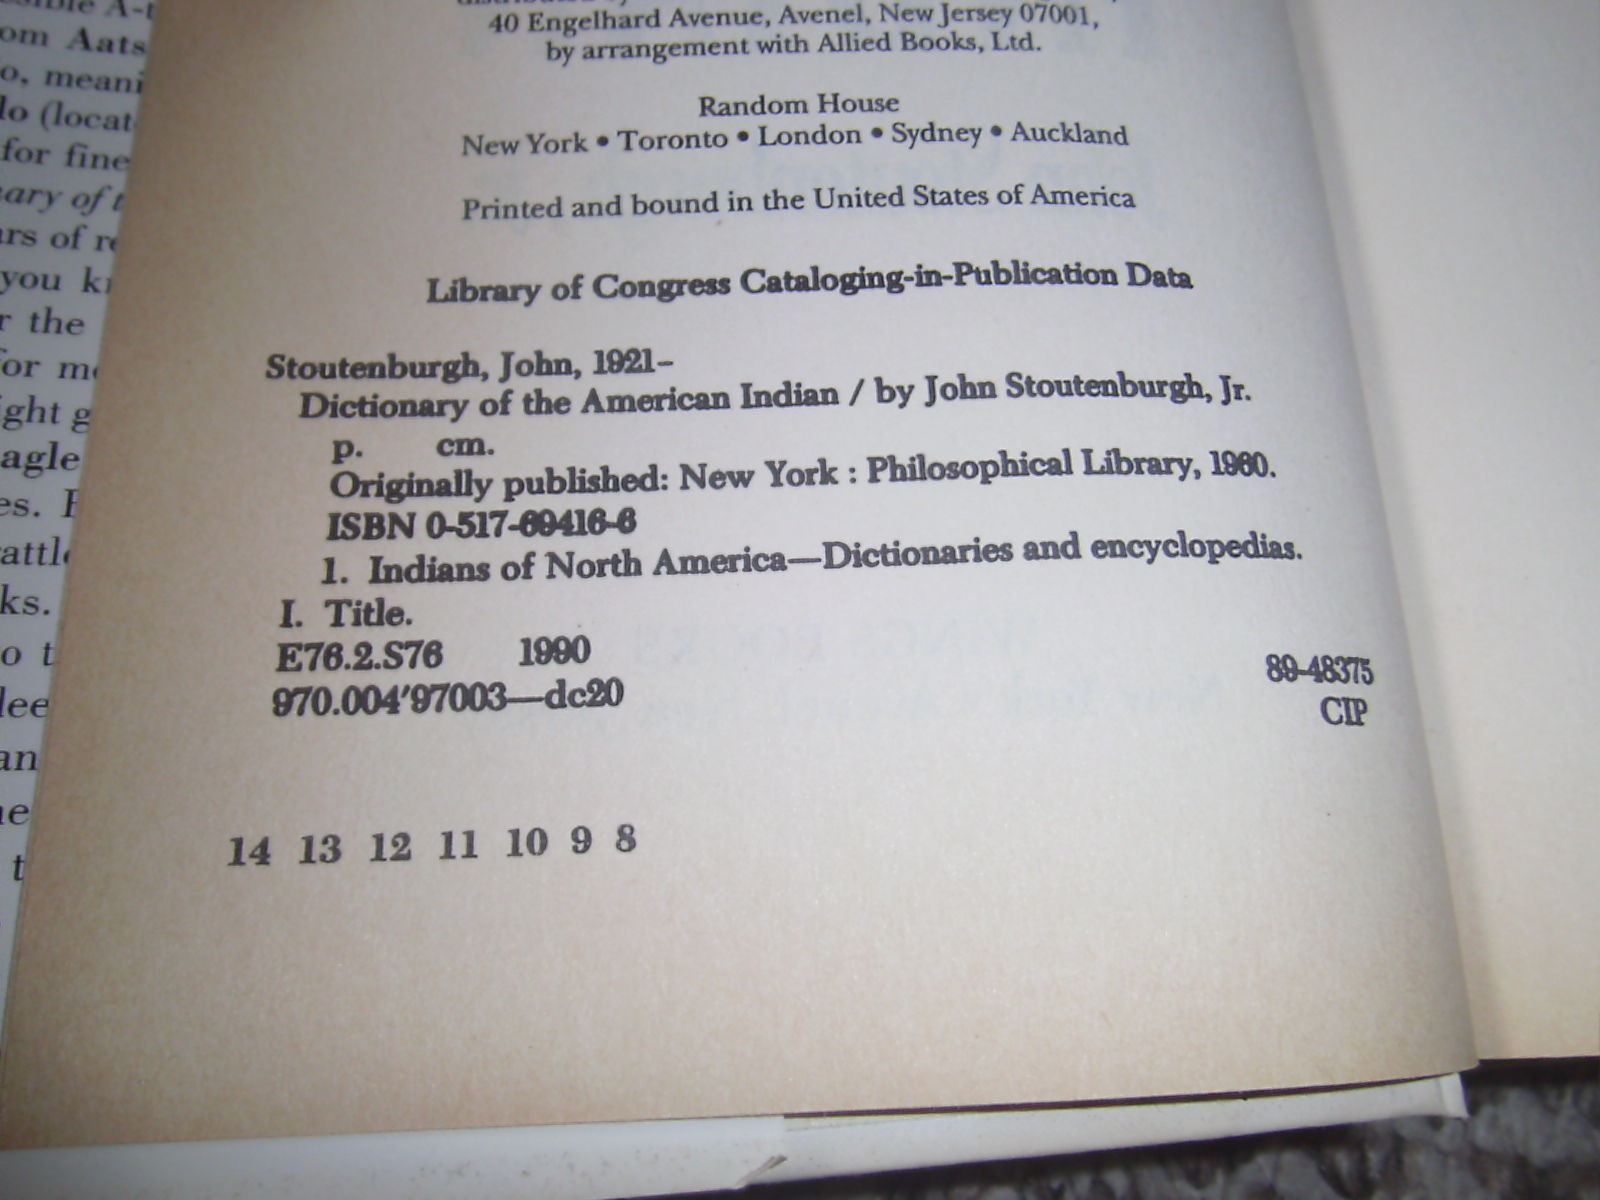 40 Engelhard Avenue, Avenel, New Jersey 07001,
by arrangement with Allied Books, Ltd.
Random House
New York • Toronto • London • Sydney • Auckland
Printed and bound in the United States of America
Library of Congress Cataloging-in-Publication Data
Stoutenburgh, John, 1921–
Dictionary of the American Indian / by John Stoutenburgh, Jr.
p. cm.
Originally published: New York : Philosophical Library, 1960.
ISBN 0-517-69416-6
1. Indians of North America—Dictionaries and encyclopedias.
I. Title.
E76.2.S76 1990
970.004'97003—dc20
89-48375
CIP
14 13 12 11 10 9 8